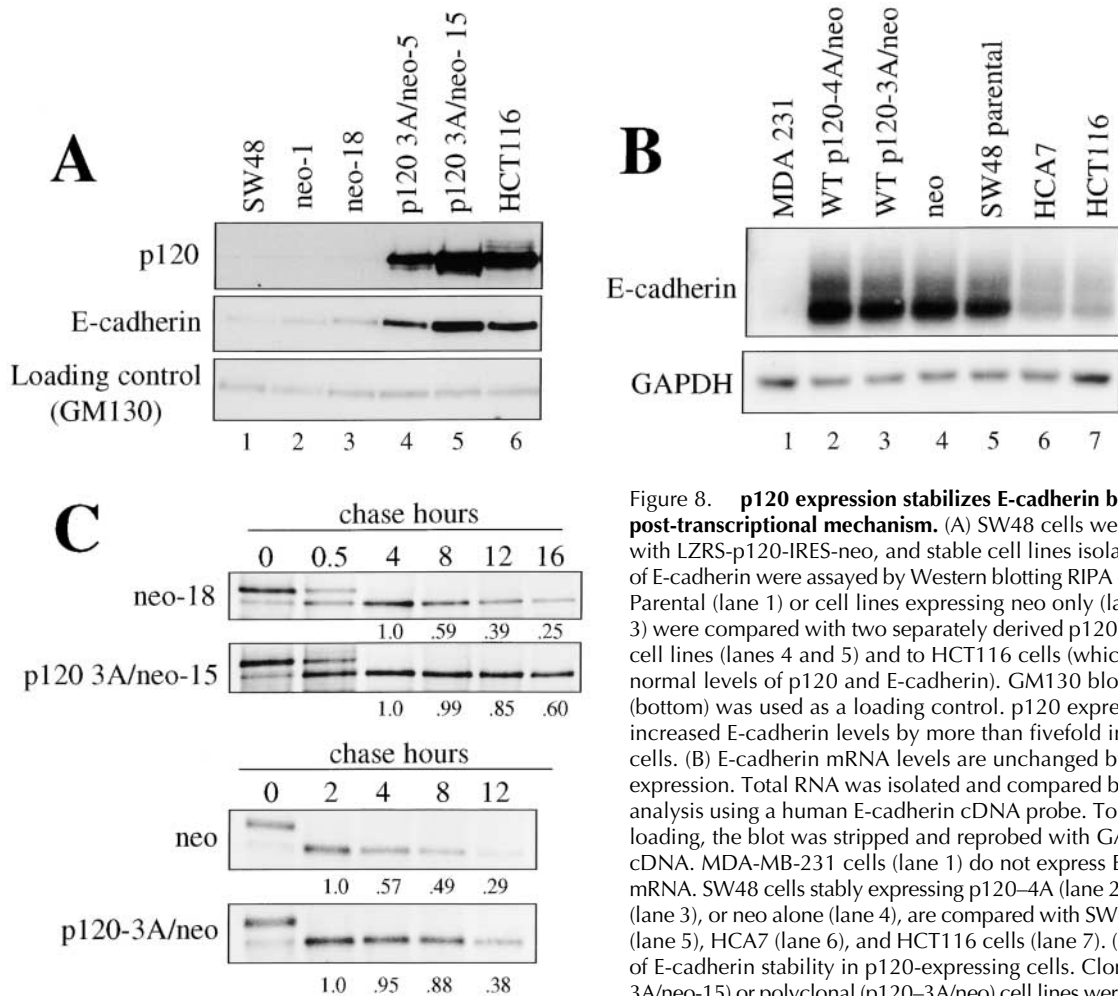 A
SW48
neo-1
neo-18
p120 3A/neo-5
p120 3A/neo- 15
HCT116
p120
E-cadherin
Loading control
(GM130)
1 2 3 4 5 6
B
MDA 231
WT p120-4A/neo
WT p120-3A/neo
neo
SW48 parental
HCA7
HCT116
E-cadherin
GAPDH
1 2 3 4 5 6 7
C
chase hours
0 0.5 4 8 12 16
neo-18
1.0 .59 .39 .25
p120 3A/neo-15
1.0 .99 .85 .60
chase hours
0 2 4 8 12
neo
1.0 .57 .49 .29
p120-3A/neo
1.0 .95 .88 .38
Figure 8. p120 expression stabilizes E-cadherin b
post-transcriptional mechanism. (A) SW48 cells we
with LZRS-p120-IRES-neo, and stable cell lines isola
of E-cadherin were assayed by Western blotting RIPA
Parental (lane 1) or cell lines expressing neo only (la
3) were compared with two separately derived p120
cell lines (lanes 4 and 5) and to HCT116 cells (whic
normal levels of p120 and E-cadherin). GM130 blo
(bottom) was used as a loading control. p120 expre
increased E-cadherin levels by more than fivefold in
cells. (B) E-cadherin mRNA levels are unchanged b
expression. Total RNA was isolated and compared b
analysis using a human E-cadherin cDNA probe. To
loading, the blot was stripped and reprobed with GA
cDNA. MDA-MB-231 cells (lane 1) do not express E
mRNA. SW48 cells stably expressing p120–4A (lane 2
(lane 3), or neo alone (lane 4), are compared with SW
(lane 5), HCA7 (lane 6), and HCT116 cells (lane 7). (
of E-cadherin stability in p120-expressing cells. Clon
3A/neo-15) or polyclonal (p120–3A/neo) cell lines were